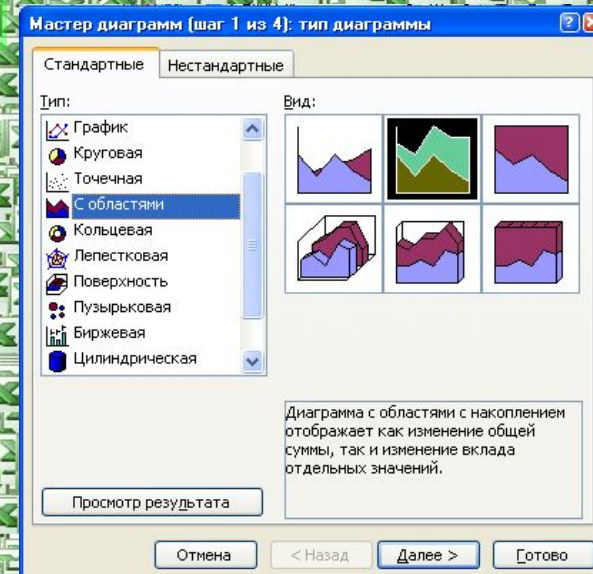 Мастер диаграмм (шаг 1 из 4): тип диаграммы
Стандартные
Нестандартные
Тип:
График
Круговая
Точечная
С областями
Кольцевая
Лепестковая
Поверхность
Пузырьковая
Биржевая
Цилиндрическая
Вид:
Диаграмма с областями с накоплением
отображает как изменение общей
суммы, так и изменение вклада
отдельных значений.
Просмотр результата
Отмена
< Назад
Далее >
Готово